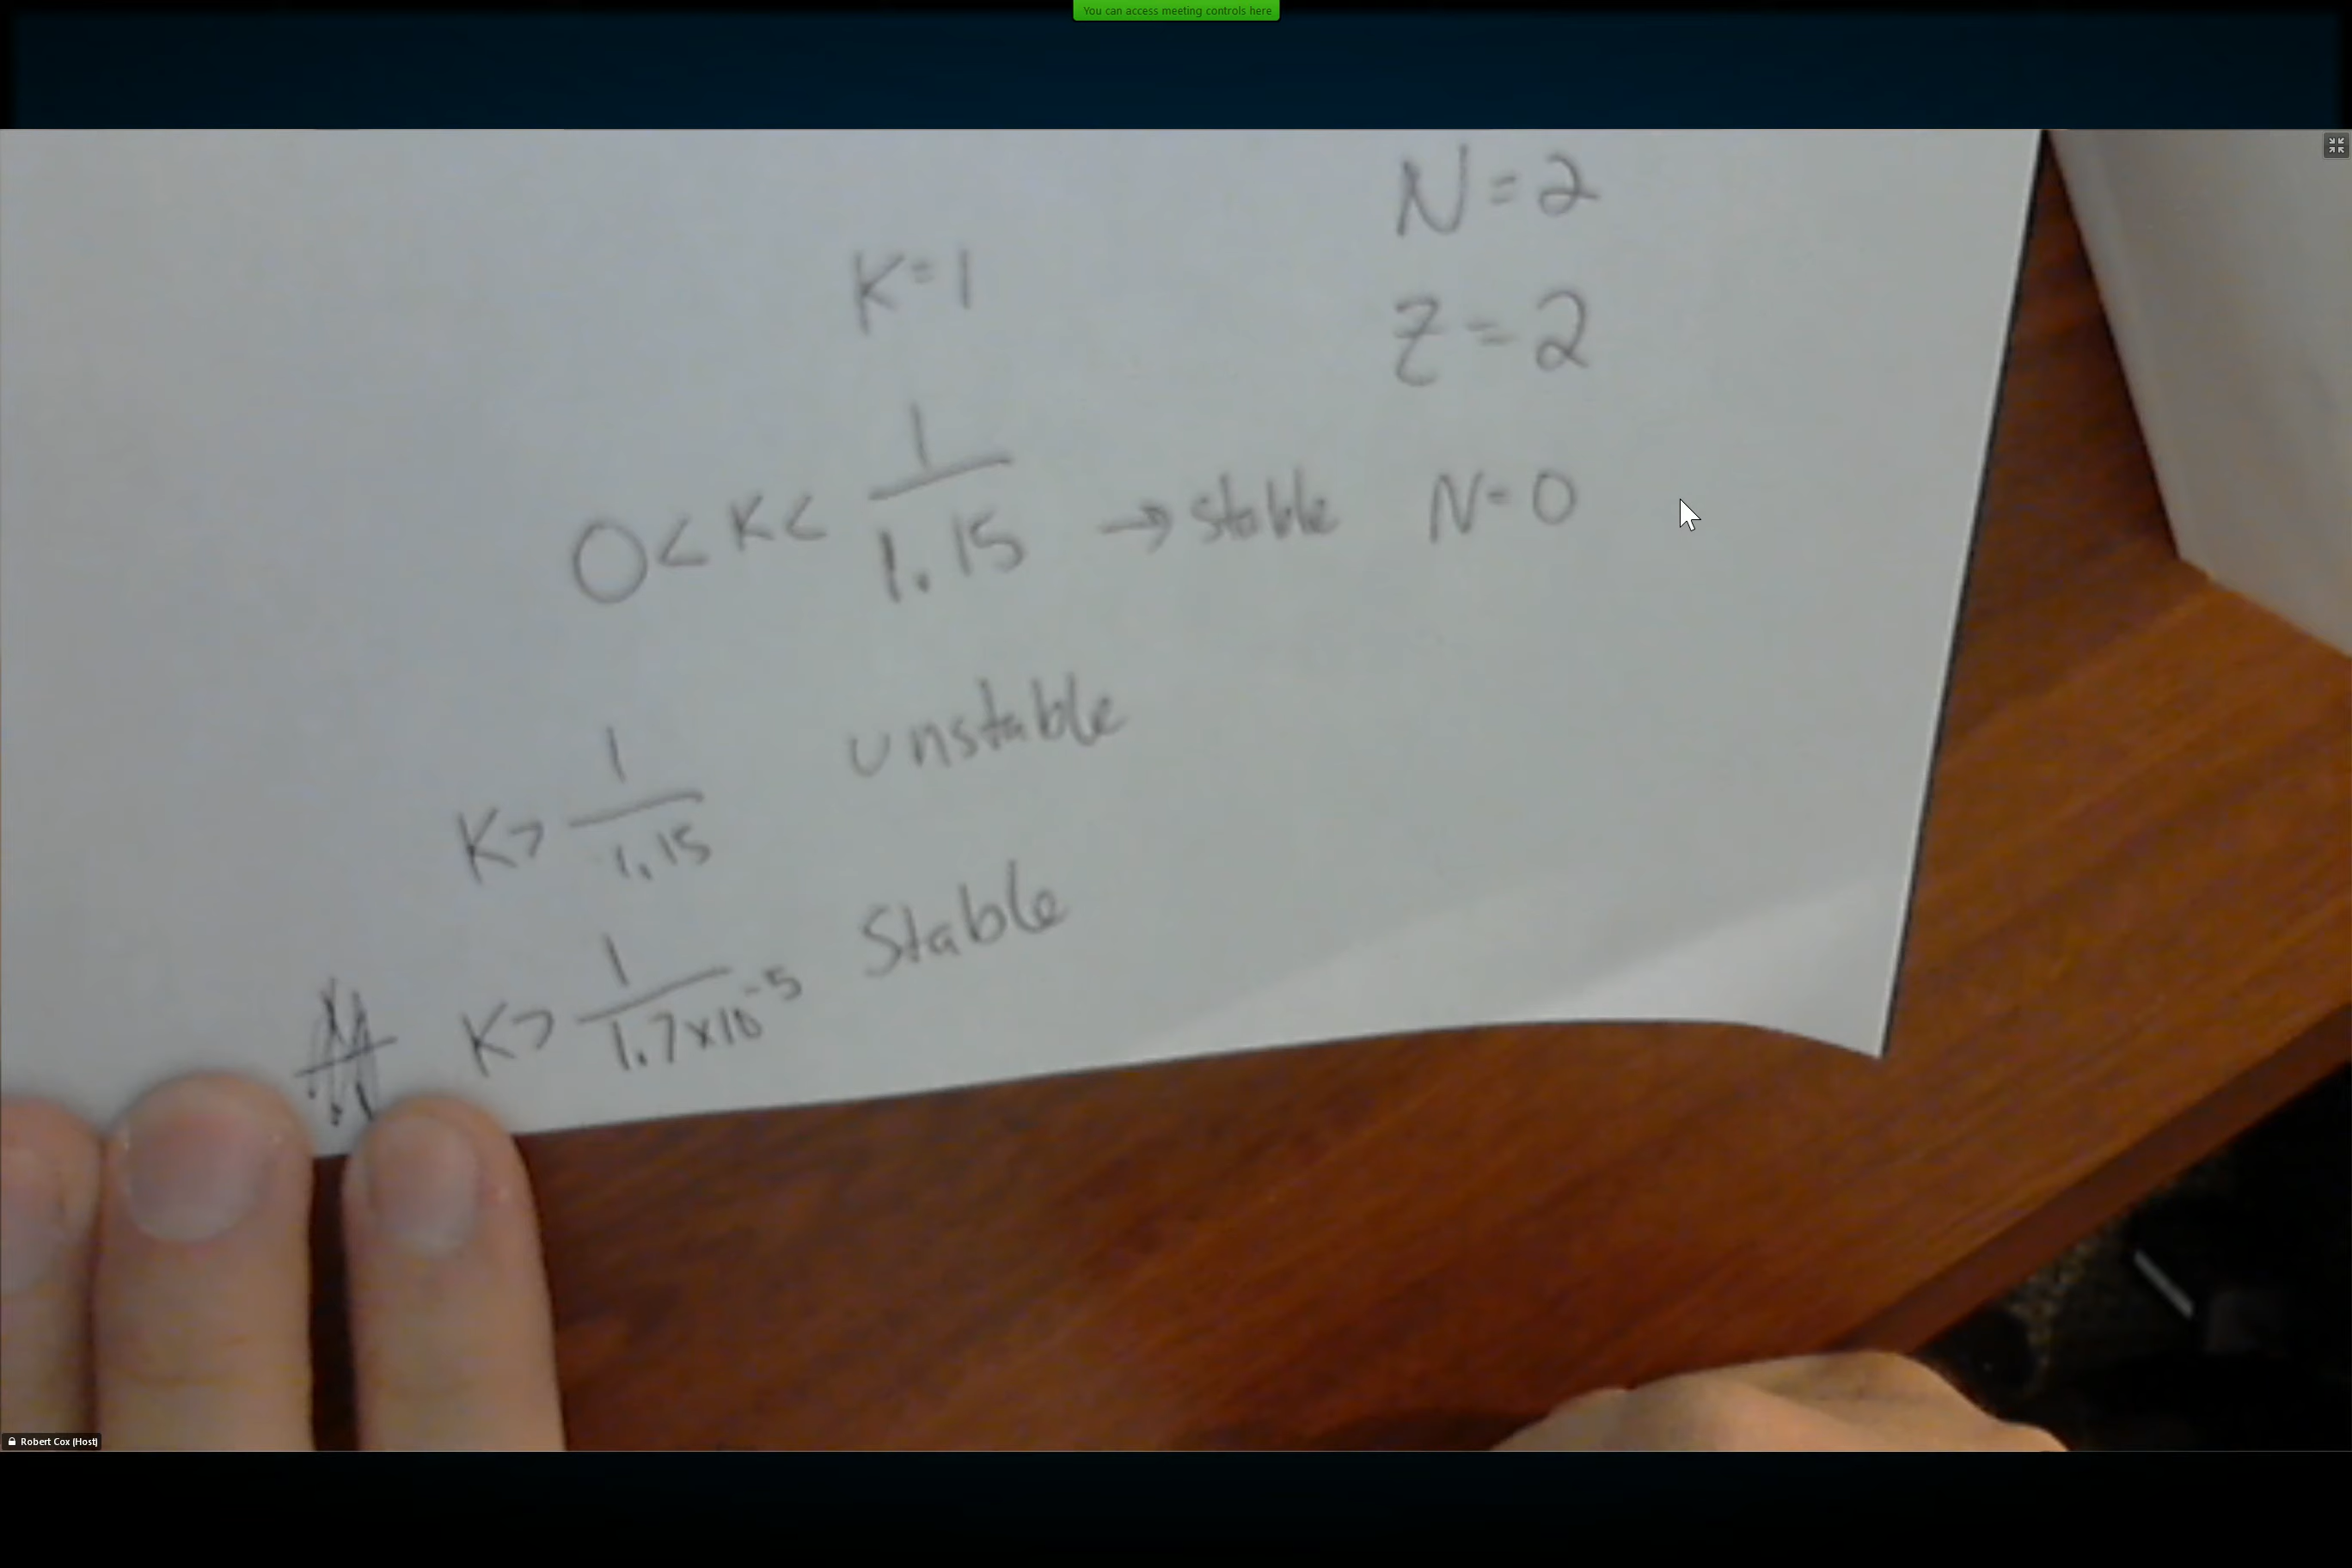 You can access meeting controls here
N = 2
K = 1
Z = 2
0 < K < 1/1.15 → stable N = 0
K > 1/1.15 unstable
K > 1/1.7x10^-5 Stable
Robert Cox (Host)